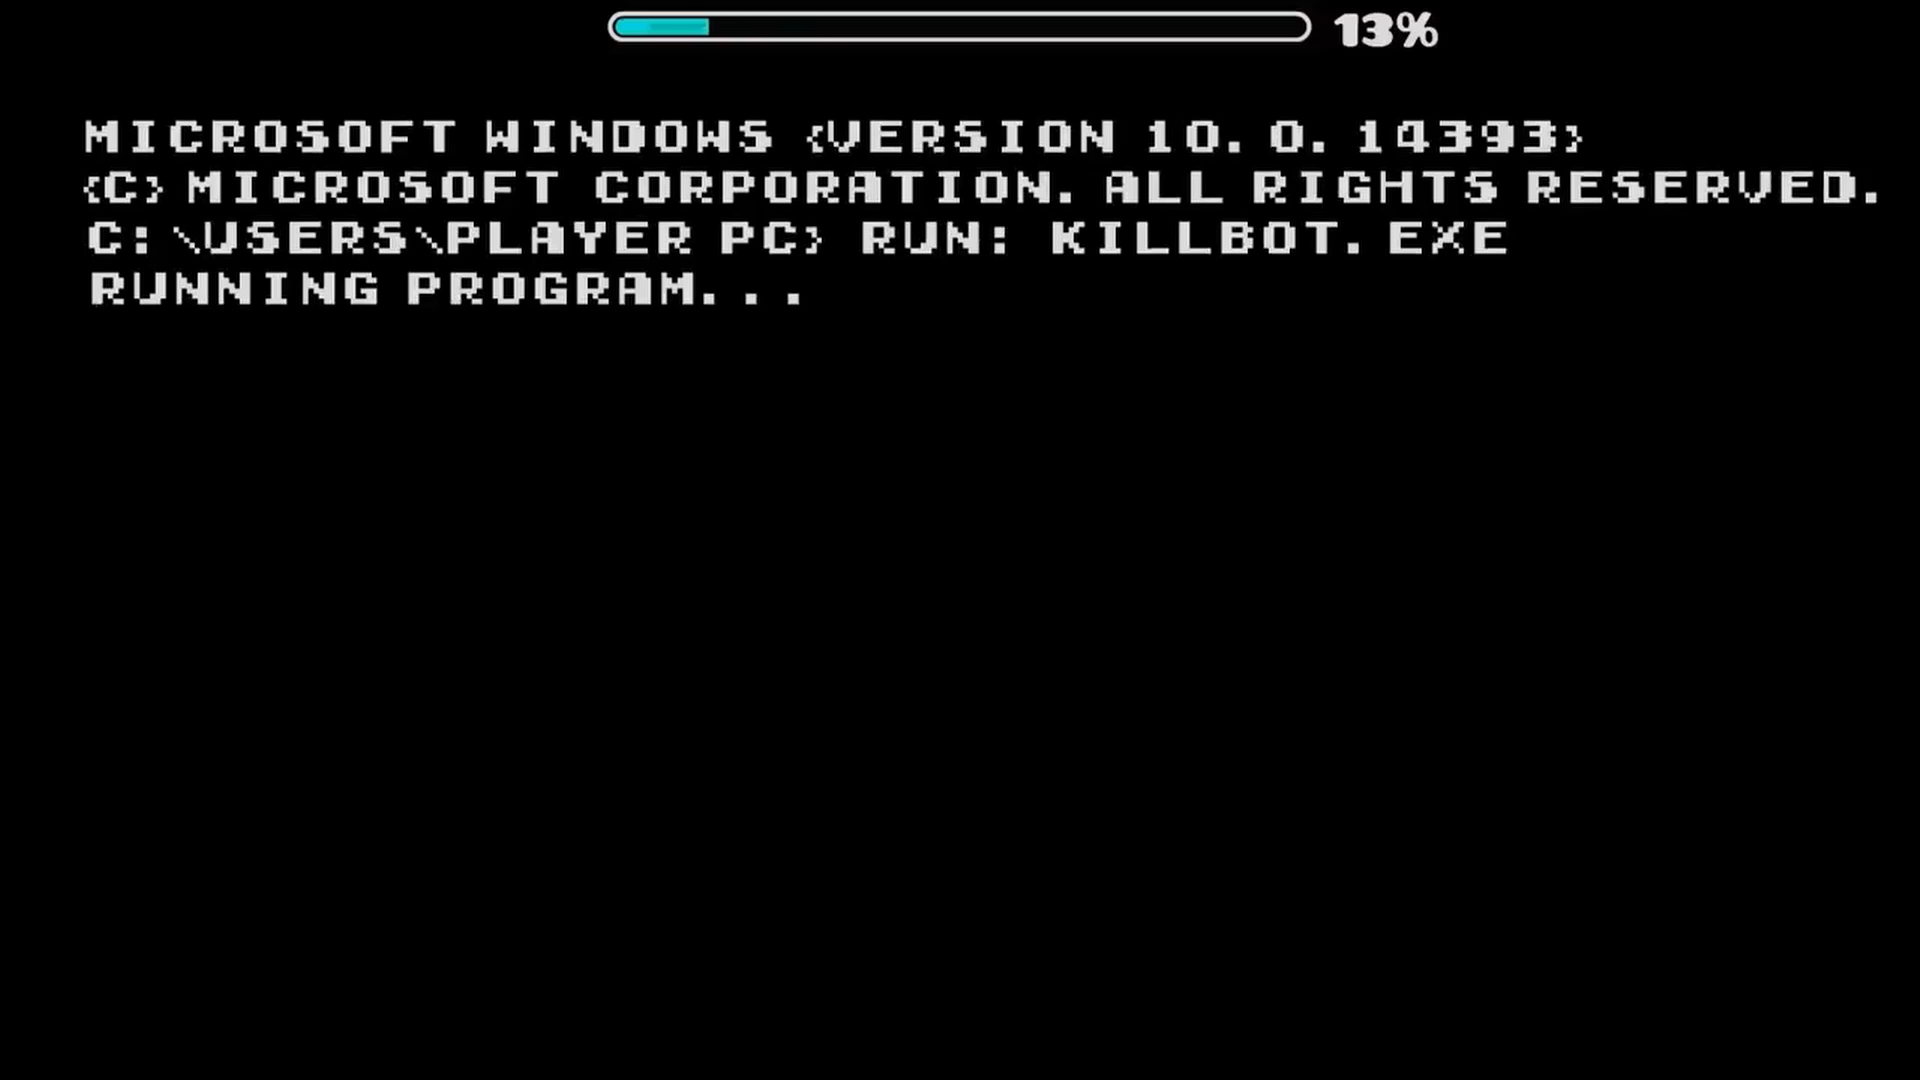 13%
MICROSOFT WINDOWS {VERSION 10.0.14393}
{C} MICROSOFT CORPORATION. ALL RIGHTS RESERVED.
C:\USERS\PLAYER PC} RUN: KILLBOT.EXE
RUNNING PROGRAM...